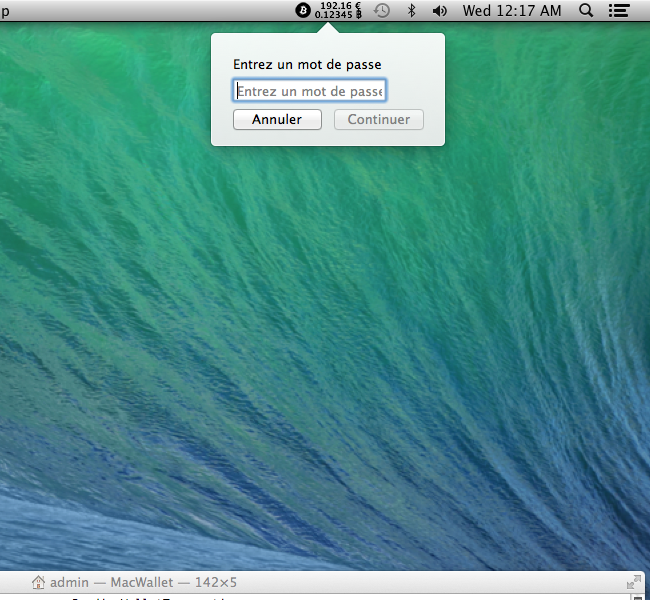 p
192.16 €
0.12345 ฿
Wed 12:17 AM
Entrez un mot de passe
Entrez un mot de passe
Annuler
Continuer
admin — MacWallet — 142×5